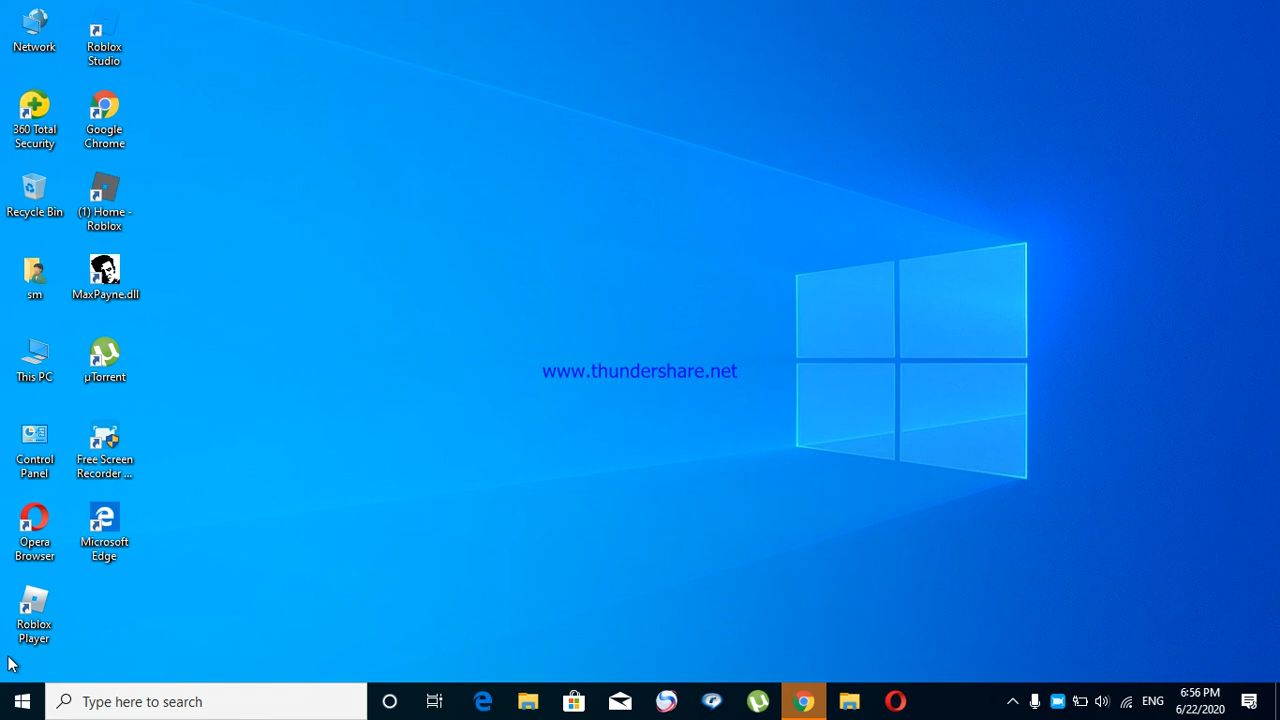 Network
Roblox
Studio
360 Total
Security
Google
Chrome
Recycle Bin
(1) Home -
Roblox
sm
MaxPayne.dll
This PC
µTorrent
Control
Panel
Free Screen
Recorder ...
Opera
Browser
Microsoft
Edge
Roblox
Player
www.thundershare.net
Type here to search
ENG
6:56 PM
6/22/2020